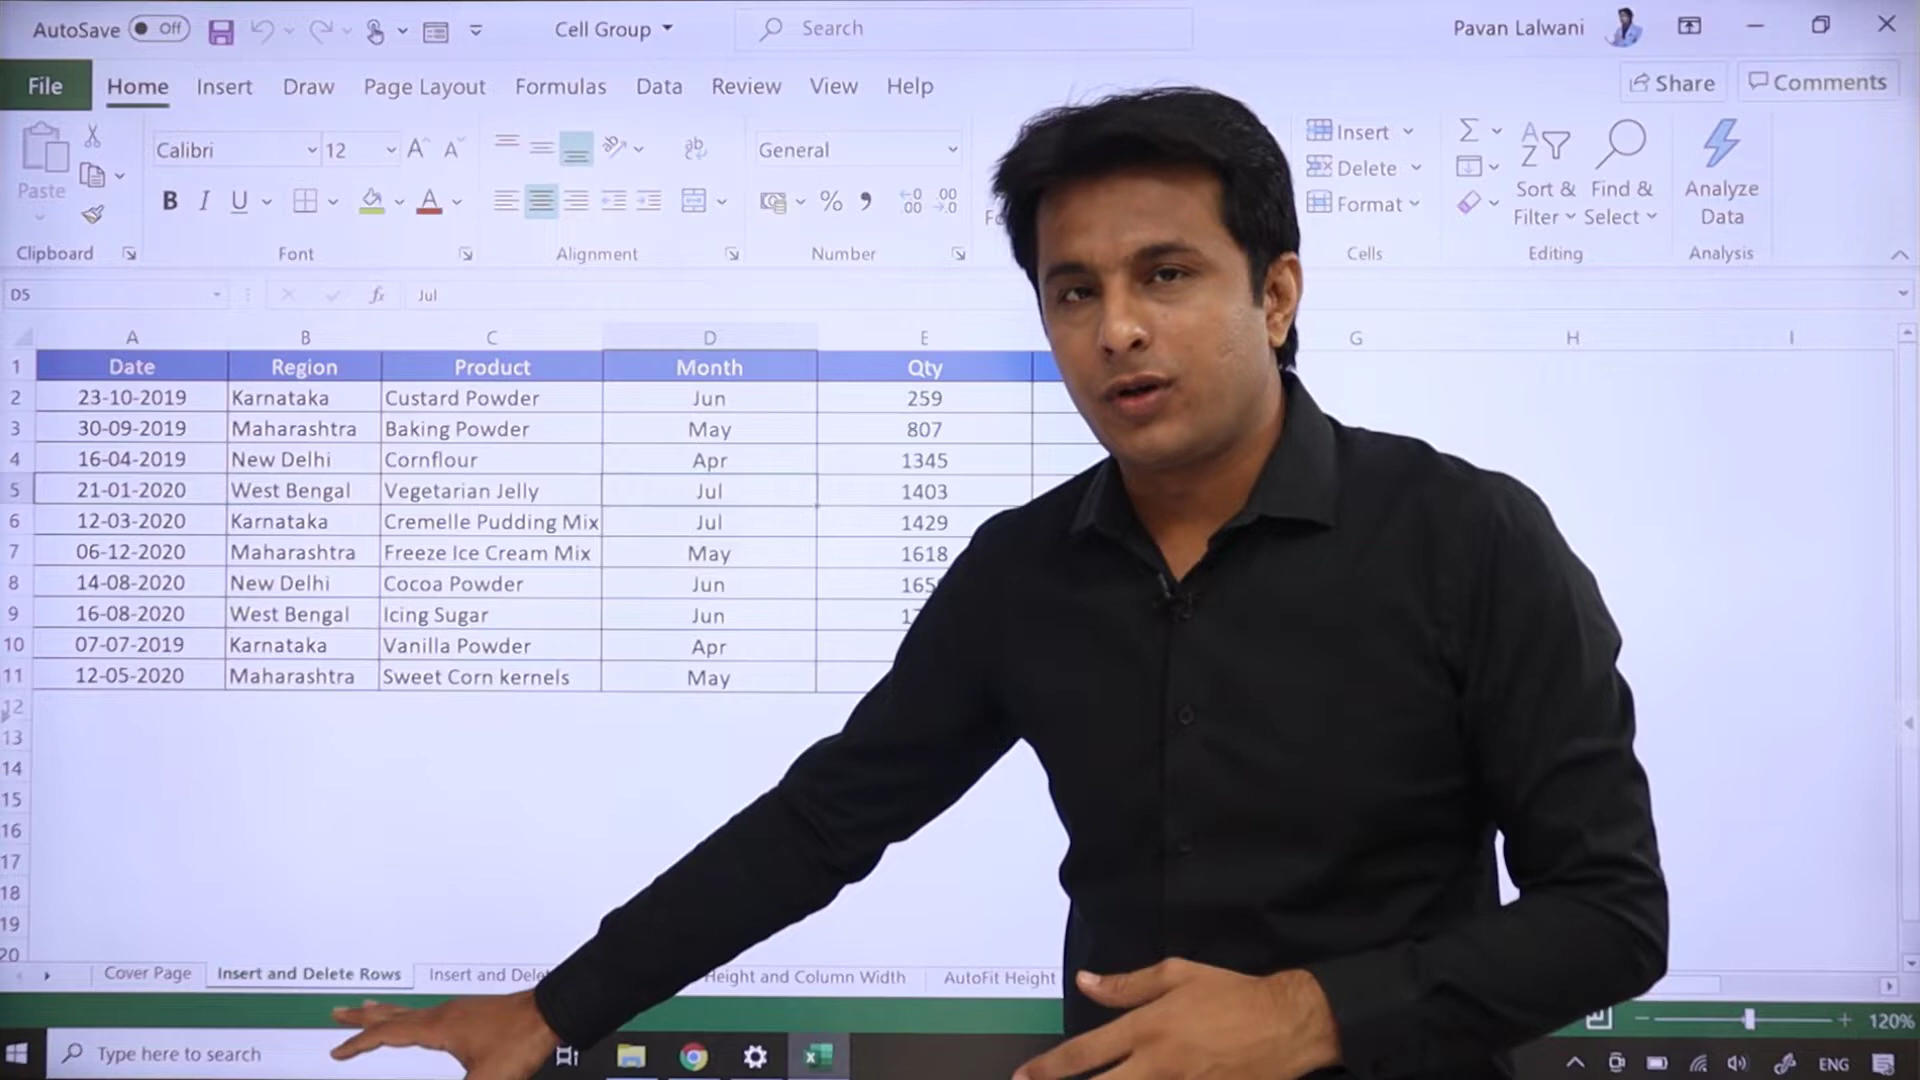 AutoSave Off Cell Group Search Pavan Lalwani
File Home Insert Draw Page Layout Formulas Data Review View Help Share Comments
Paste Calibri 12 General Insert Delete Format Sort & Filter Find & Select Analyze Data
B I U % 
Clipboard Font Alignment Number Cells Editing Analysis
D5 fx Jul
A B C D E G H I
1 Date Region Product Month Qty
2 23-10-2019 Karnataka Custard Powder Jun 259
3 30-09-2019 Maharashtra Baking Powder May 807
4 16-04-2019 New Delhi Cornflour Apr 1345
5 21-01-2020 West Bengal Vegetarian Jelly Jul 1403
6 12-03-2020 Karnataka Cremelle Pudding Mix Jul 1429
7 06-12-2020 Maharashtra Freeze Ice Cream Mix May 1618
8 14-08-2020 New Delhi Cocoa Powder Jun
9 16-08-2020 West Bengal Icing Sugar Jun
10 07-07-2019 Karnataka Vanilla Powder Apr
11 12-05-2020 Maharashtra Sweet Corn kernels May
12
13
14
15
16
17
18
19
20
Cover Page Insert and Delete Rows Insert and Height and Column Width AutoFit Height
120%
Type here to search ENG